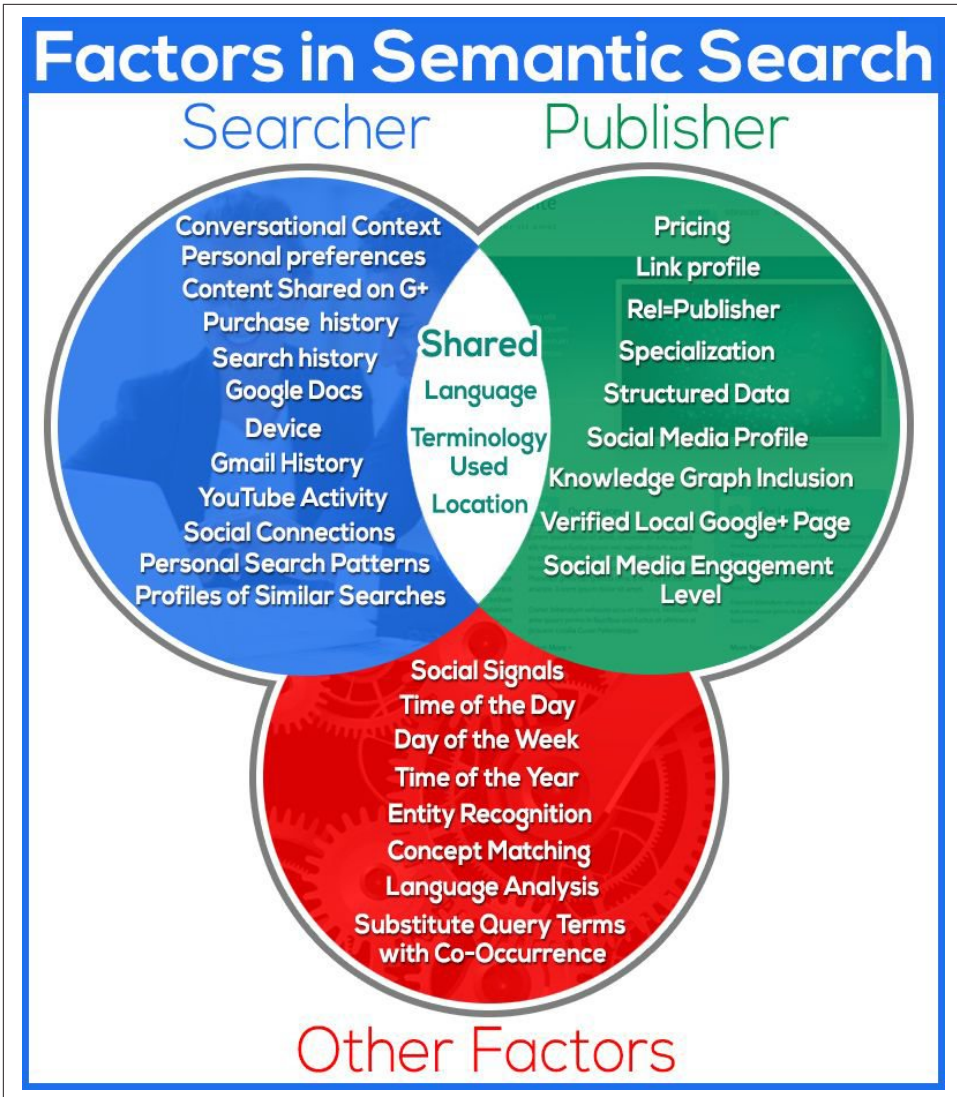 Factors in Semantic Search
Searcher
Publisher
Conversational Context
Personal preferences
Content Shared on G+
Purchase history
Search history
Google Docs
Device
Gmail History
YouTube Activity
Social Connections
Personal Search Patterns
Profiles of Similar Searches
Shared
Language
Terminology
Used
Location
Pricing
Link profile
Rel=Publisher
Specialization
Structured Data
Social Media Profile
Knowledge Graph Inclusion
Verified Local Google+ Page
Social Media Engagement
Level
Social Signals
Time of the Day
Day of the Week
Time of the Year
Entity Recognition
Concept Matching
Language Analysis
Substitute Query Terms
with Co-Occurrence
Other Factors